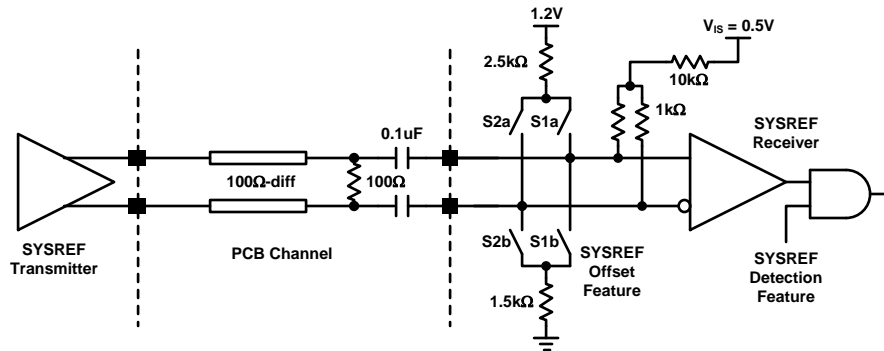 1.2V
V_IS = 0.5V
2.5kΩ
10kΩ
S2a
S1a
1kΩ
0.1uF
SYSREF
Receiver
100Ω-diff
100Ω
SYSREF
Transmitter
PCB Channel
S2b
S1b
SYSREF
Offset
Feature
SYSREF
Detection
Feature
1.5kΩ